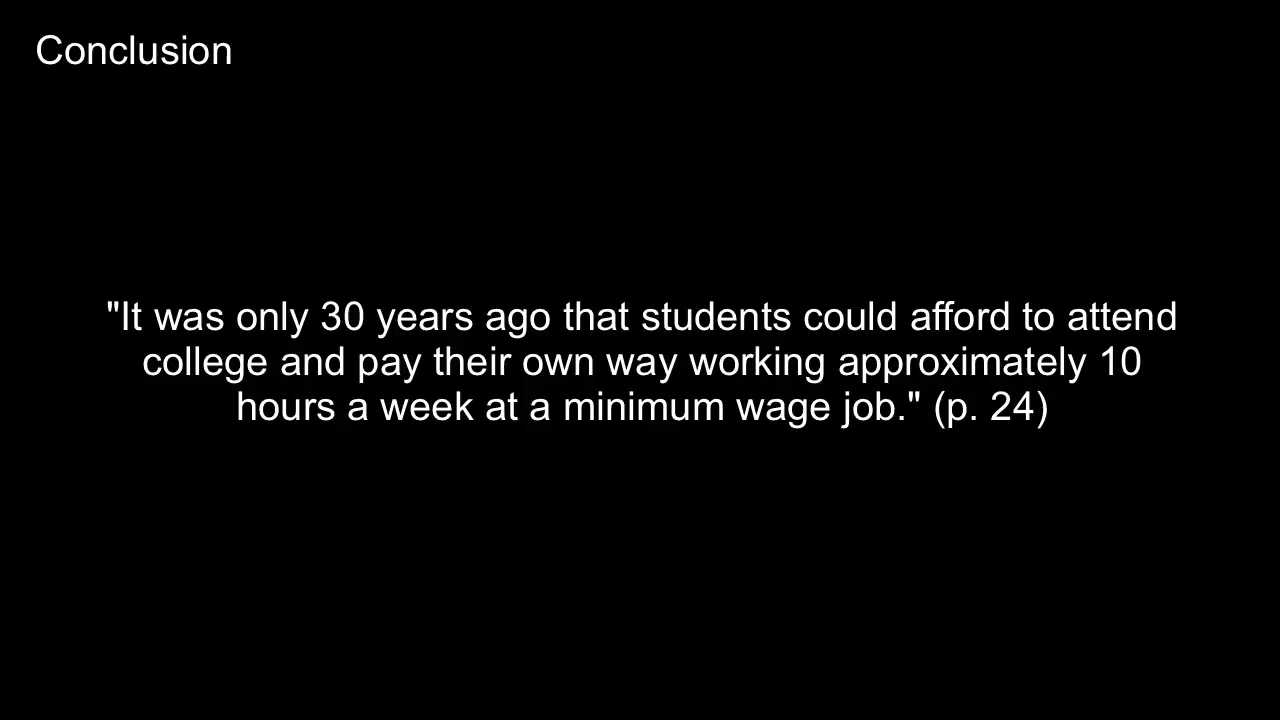 Conclusion
"It was only 30 years ago that students could afford to attend
college and pay their own way working approximately 10
hours a week at a minimum wage job." (p. 24)